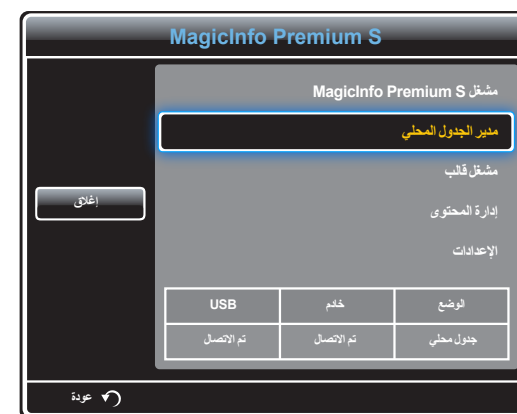 MagicInfo Premium S
مشغل MagicInfo Premium S
مدير الجدول المحلي
مشغل قالب
إدارة المحتوى
الإعدادات
إغلاق
الوضع خادم USB
جدول محلي تم الاتصال تم الاتصال
عودة